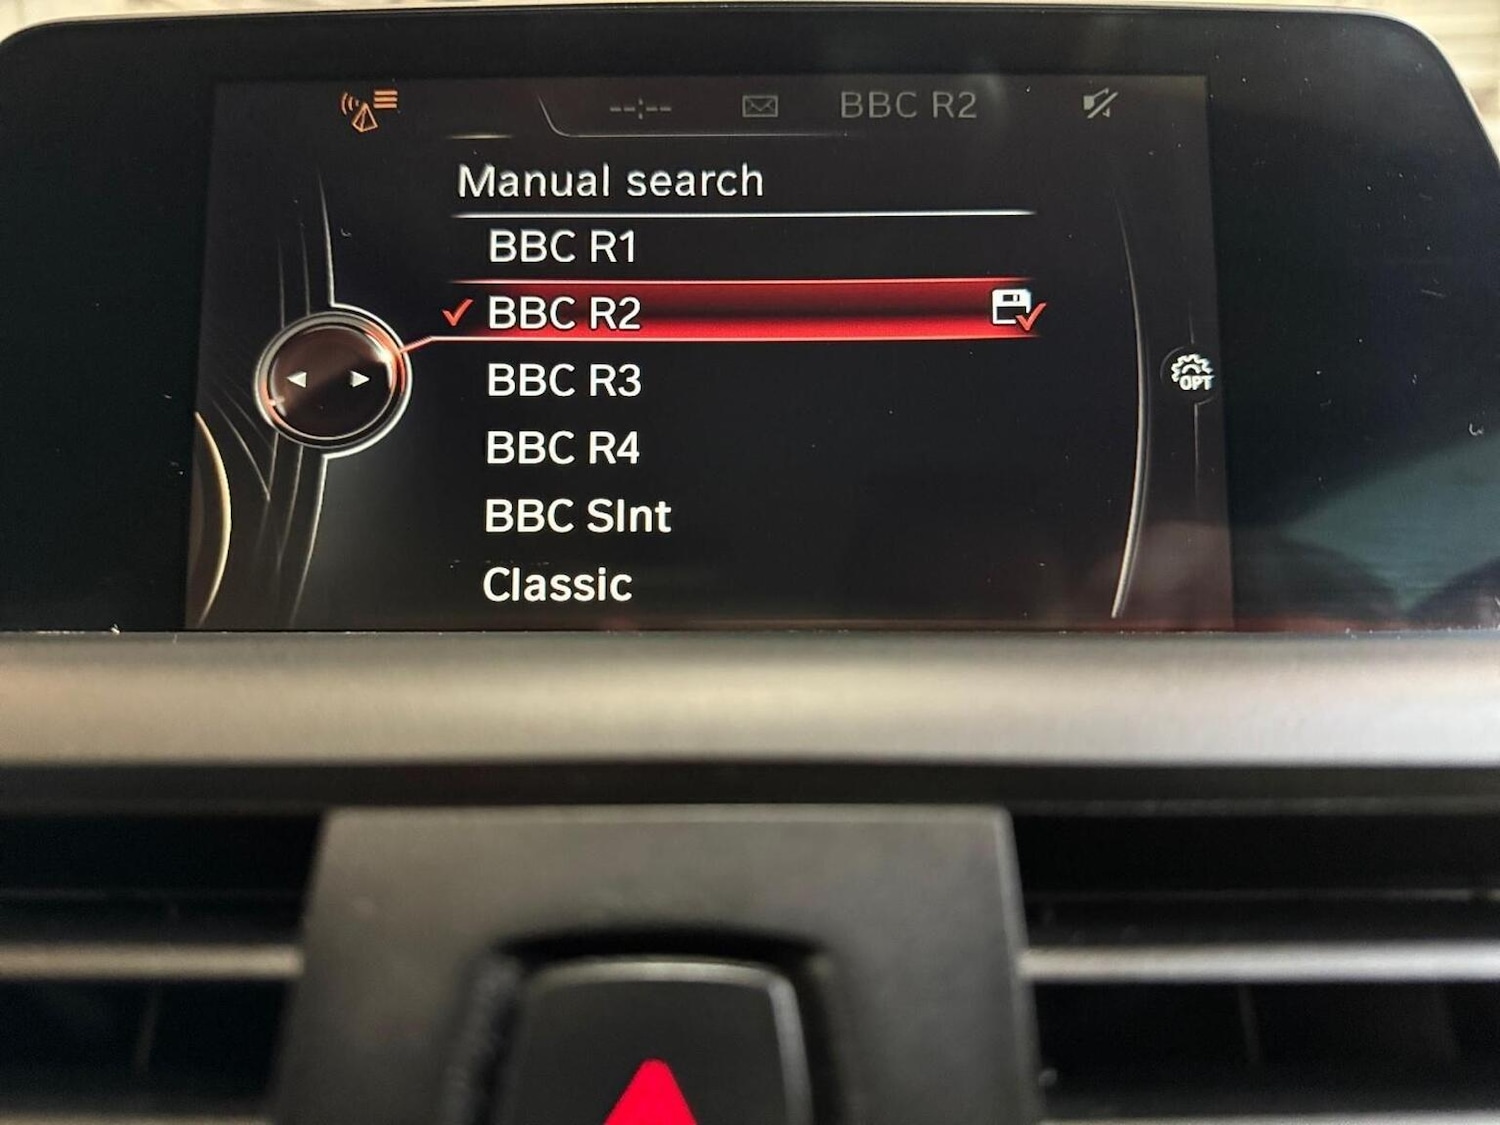 --:-- BBC R2
Manual search
BBC R1
BBC R2
BBC R3
BBC R4
OPT
BBC SInt
Classic